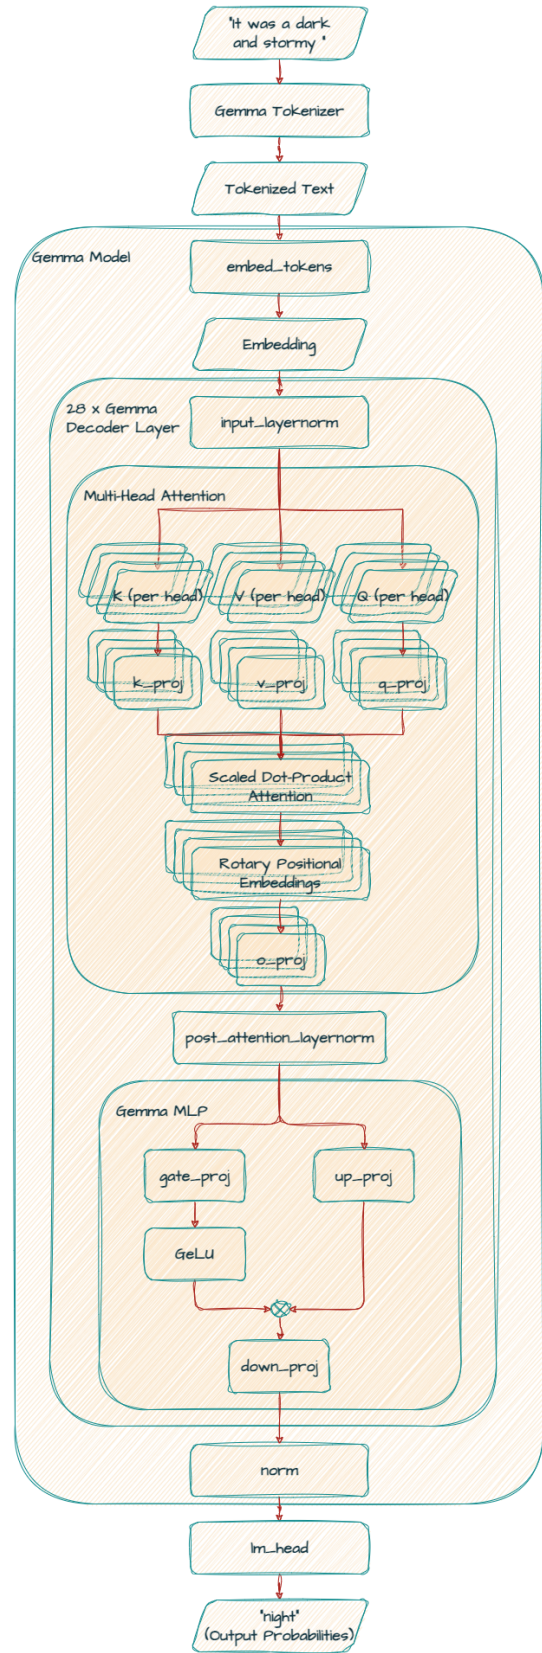 "It was a dark
and stormy "
Gemma Tokenizer
Tokenized Text
Gemma Model
embed_tokens
Embedding
28 x Gemma
Decoder Layer
input_layernorm
Multi-Head Attention
K (per head)
V (per head)
Q (per head)
k_proj
v_proj
q_proj
Scaled Dot-Product
Attention
Rotary Positional
Embeddings
o_proj
post_attention_layernorm
Gemma MLP
gate_proj
up_proj
GeLU
down_proj
norm
lm_head
"night"
(Output Probabilities)